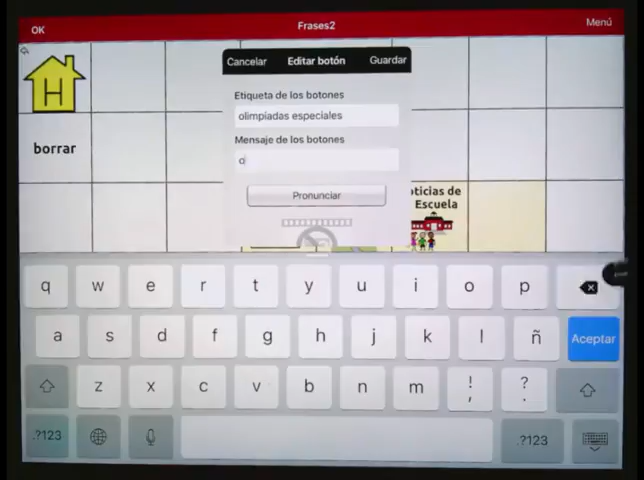 OK Frases2 Menú
H
borrar
Cancelar Editar botón Guardar
Etiqueta de los botones
olimpiadas especiales
Mensaje de los botones
o
Pronunciar
oticias de
Escuela
q w e r t y u i o p
a s d f g h j k l ñ Aceptar
z x c v b n m ! , ? .
.?123 .?123